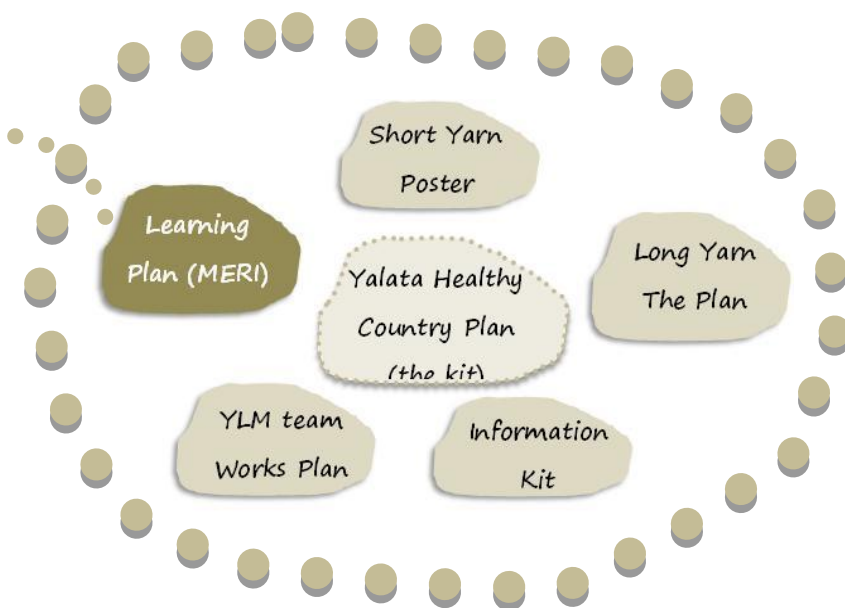 Short Yarn
Poster
Learning
Plan (MERI)
Long Yarn
The Plan
Yalata Healthy
Country Plan
(the kit)
YLM team
Works Plan
Information
Kit